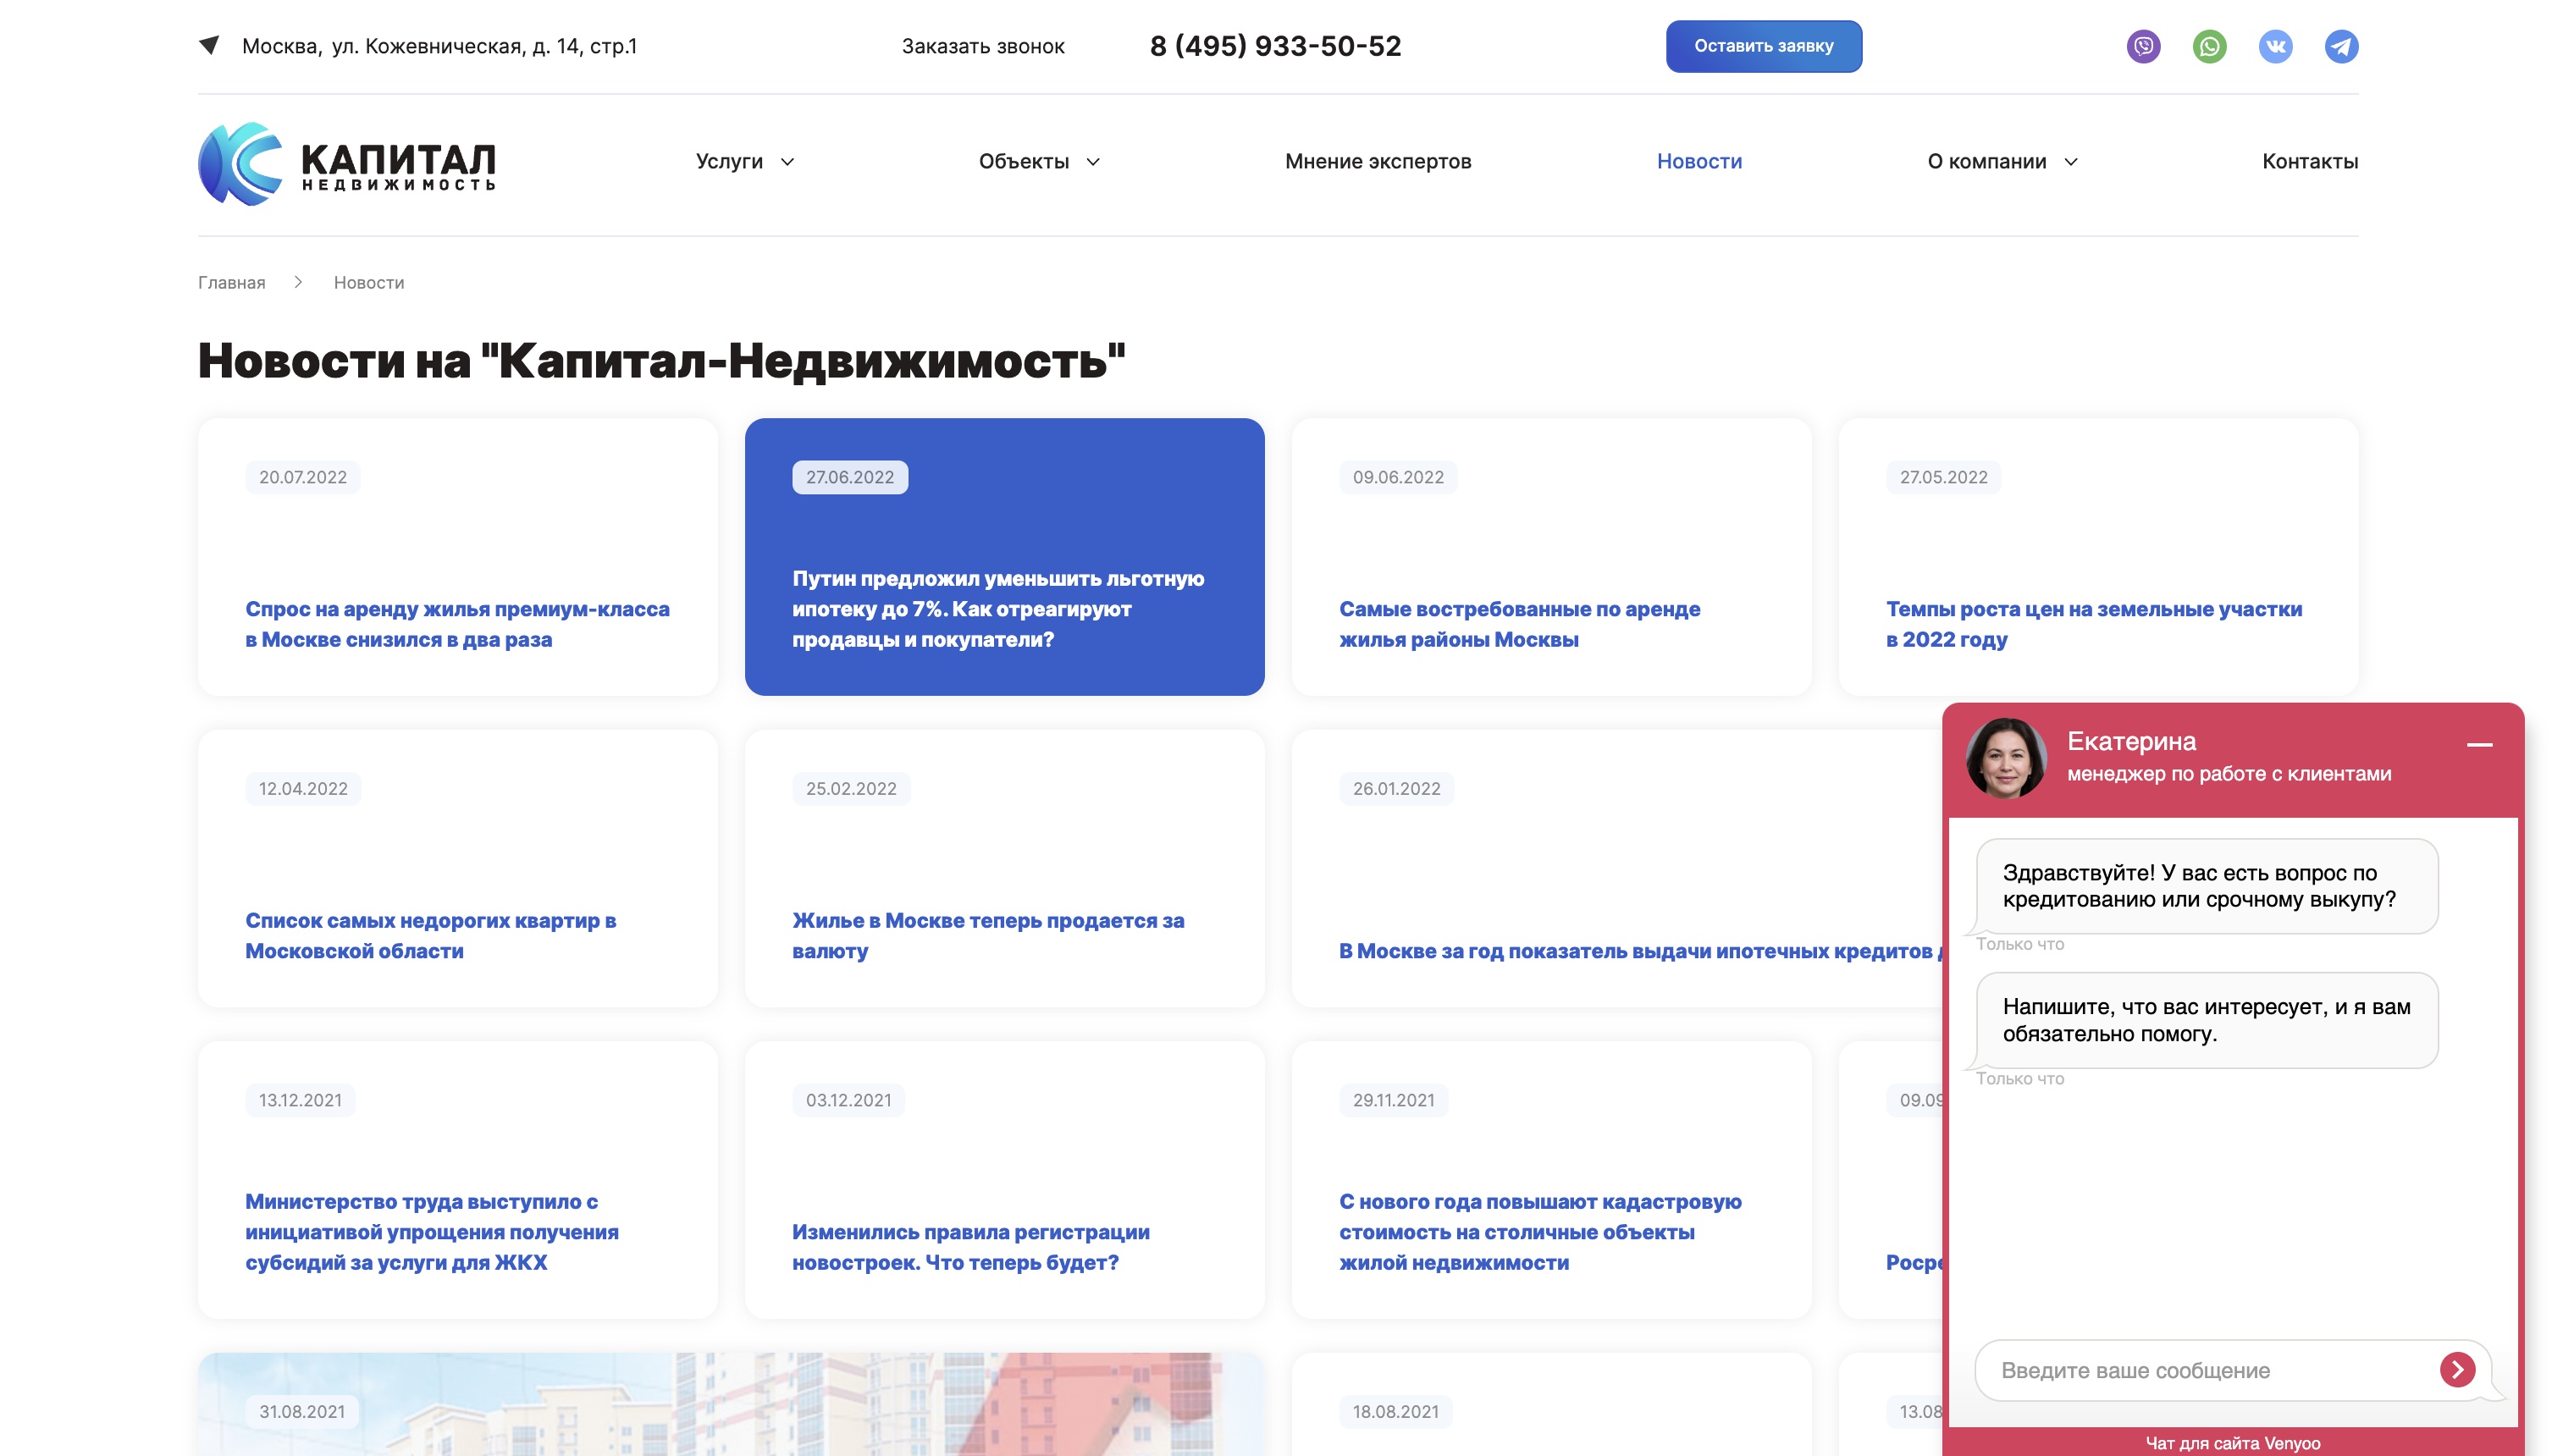 Москва, ул. Кожевническая, д. 14, стр.1
Заказать звонок
8 (495) 933-50-52
Оставить заявку
КАПИТАЛ
НЕДВИЖИМОСТЬ
Услуги
Объекты
Мнение экспертов
Новости
О компании
Контакты
Главная
Новости
Новости на "Капитал-Недвижимость"
20.07.2022
Спрос на аренду жилья премиум-класса
в Москве снизился в два раза
27.06.2022
Путин предложил уменьшить льготную
ипотеку до 7%. Как отреагируют
продавцы и покупатели?
09.06.2022
Самые востребованные по аренде
жилья районы Москвы
27.05.2022
Темпы роста цен на земельные участки
в 2022 году
12.04.2022
Список самых недорогих квартир в
Московской области
25.02.2022
Жилье в Москве теперь продается за
валюту
26.01.2022
В Москве за год показатель выдачи ипотечных кредитов
13.12.2021
Министерство труда выступило с
инициативой упрощения получения
субсидий за услуги для ЖКХ
03.12.2021
Изменились правила регистрации
новостроек. Что теперь будет?
29.11.2021
С нового года повышают кадастровую
стоимость на столичные объекты
жилой недвижимости
09.09
Росре
31.08.2021
18.08.2021
13.08
Екатерина
менеджер по работе с клиентами
Здравствуйте! У вас есть вопрос по
кредитованию или срочному выкупу?
Только что
Напишите, что вас интересует, и я вам
обязательно помогу.
Только что
Введите ваше сообщение
Чат для сайта Venyoo